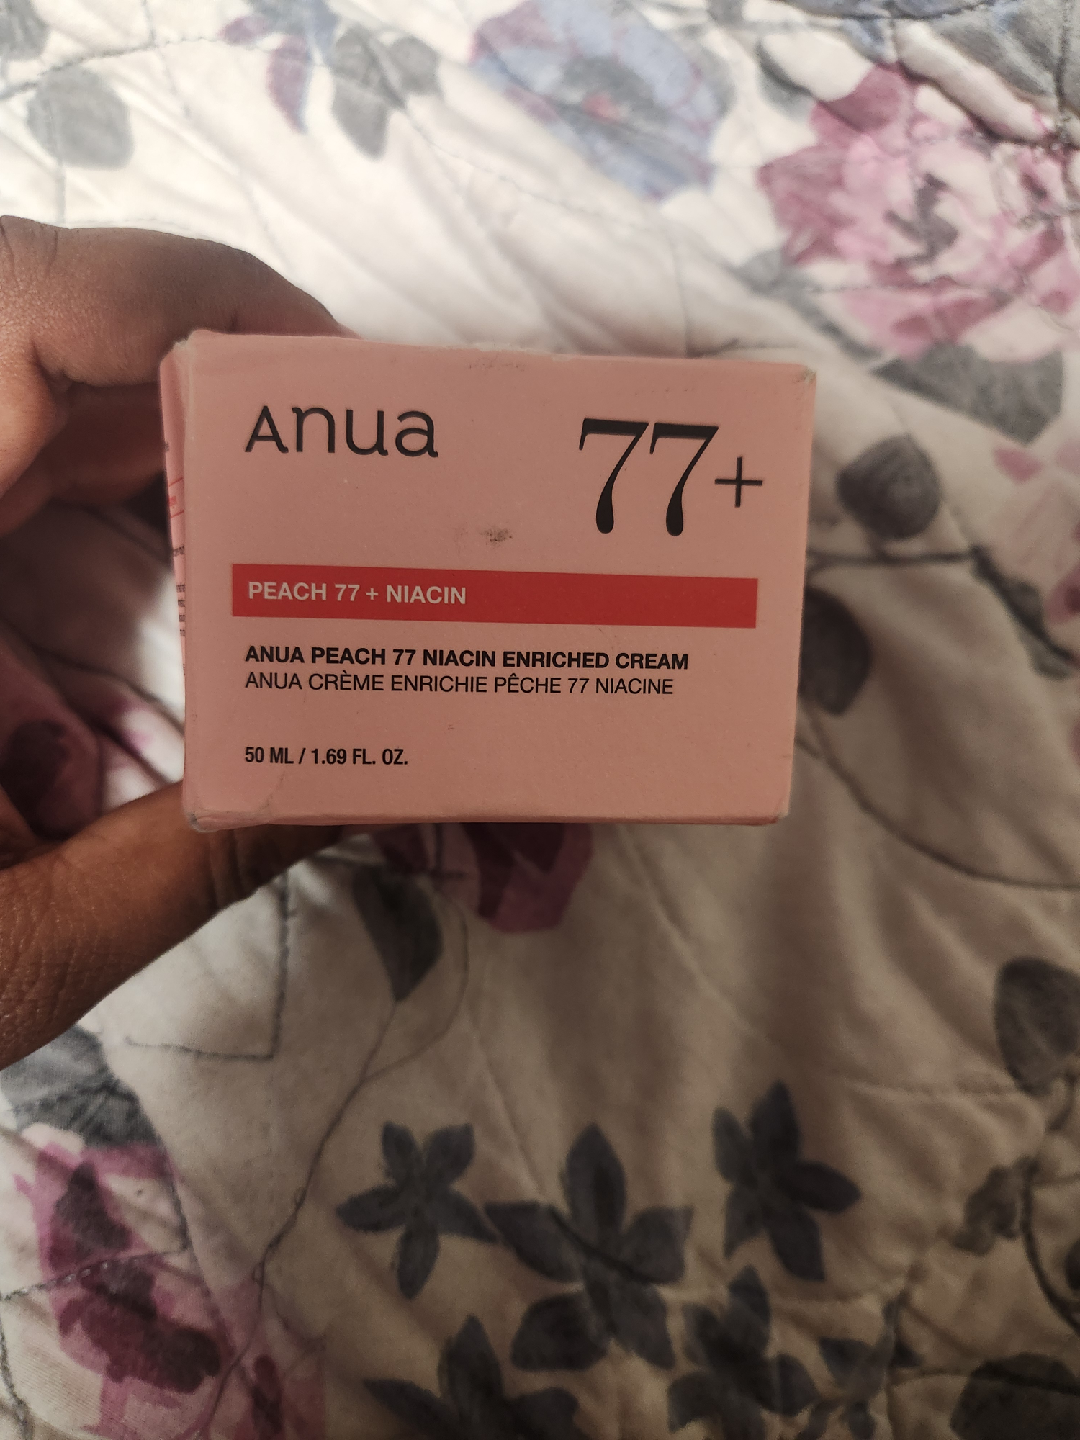 Anua
77+
PEACH 77 + NIACIN
ANUA PEACH 77 NIACIN ENRICHED CREAM
ANUA CRÈME ENRICHIE PÊCHE 77 NIACINE
50 ML / 1.69 FL. OZ.